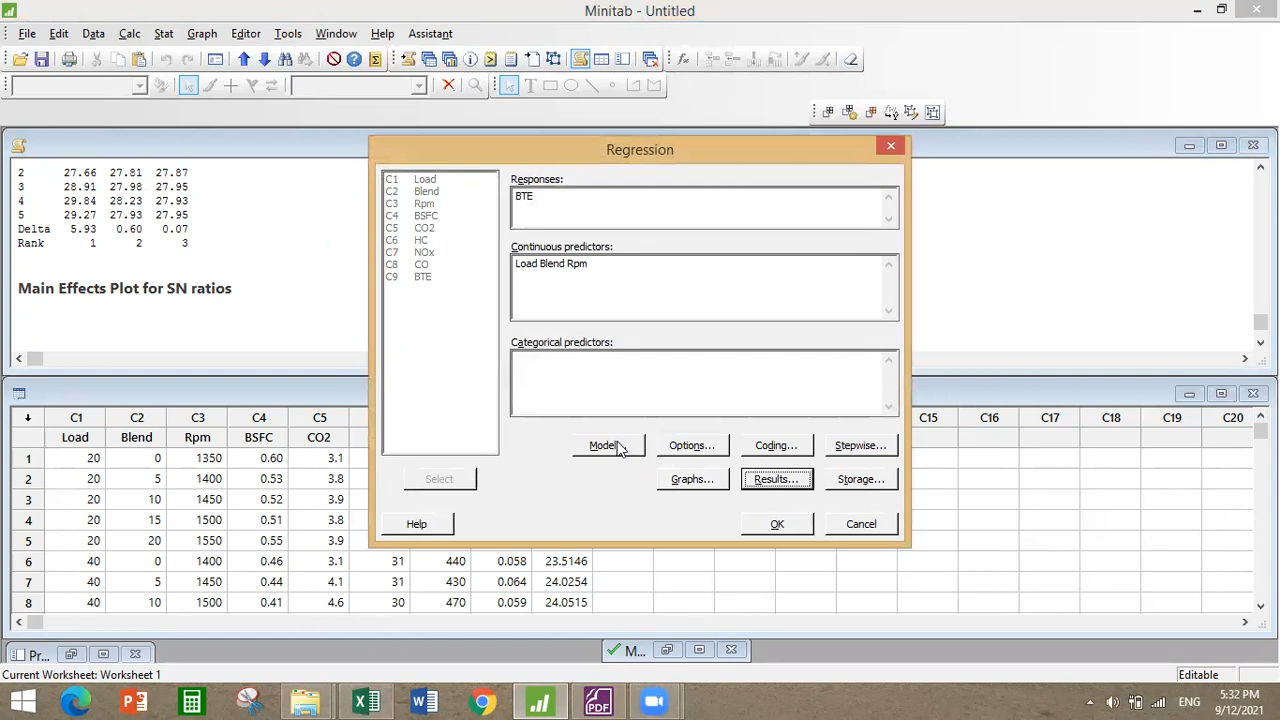 Minitab - Untitled
File Edit Data Calc Stat Graph Editor Tools Window Help Assistant
2 27.66 27.81 27.87
3 28.91 27.98 27.95
4 29.84 28.23 27.93
5 29.27 27.93 27.95
Delta 5.93 0.60 0.07
Rank 1 2 3
Main Effects Plot for SN ratios
Regression
C1 Load
C2 Blend
C3 Rpm
C4 BSFC
C5 CO2
C6 HC
C7 NOx
C8 CO
C9 BTE
Responses:
BTE
Continuous predictors:
Load Blend Rpm
Categorical predictors:
Model... Options... Coding... Stepwise...
Select Graphs... Results... Storage...
Help OK Cancel
C1 C2 C3 C4 C5 C15 C16 C17 C18 C19 C20
Load Blend Rpm BSFC CO2
1 20 0 1350 0.60 3.1
2 20 5 1400 0.53 3.8
3 20 10 1450 0.52 3.9
4 20 15 1500 0.51 3.8
5 20 20 1550 0.55 3.9
6 40 0 1400 0.46 3.1 31 440 0.058 23.5146
7 40 5 1450 0.44 4.1 31 430 0.064 24.0254
8 40 10 1500 0.41 4.6 30 470 0.059 24.0515
Pr... M...
Current Worksheet: Worksheet 1 Editable
ENG
5:32 PM
9/12/2021